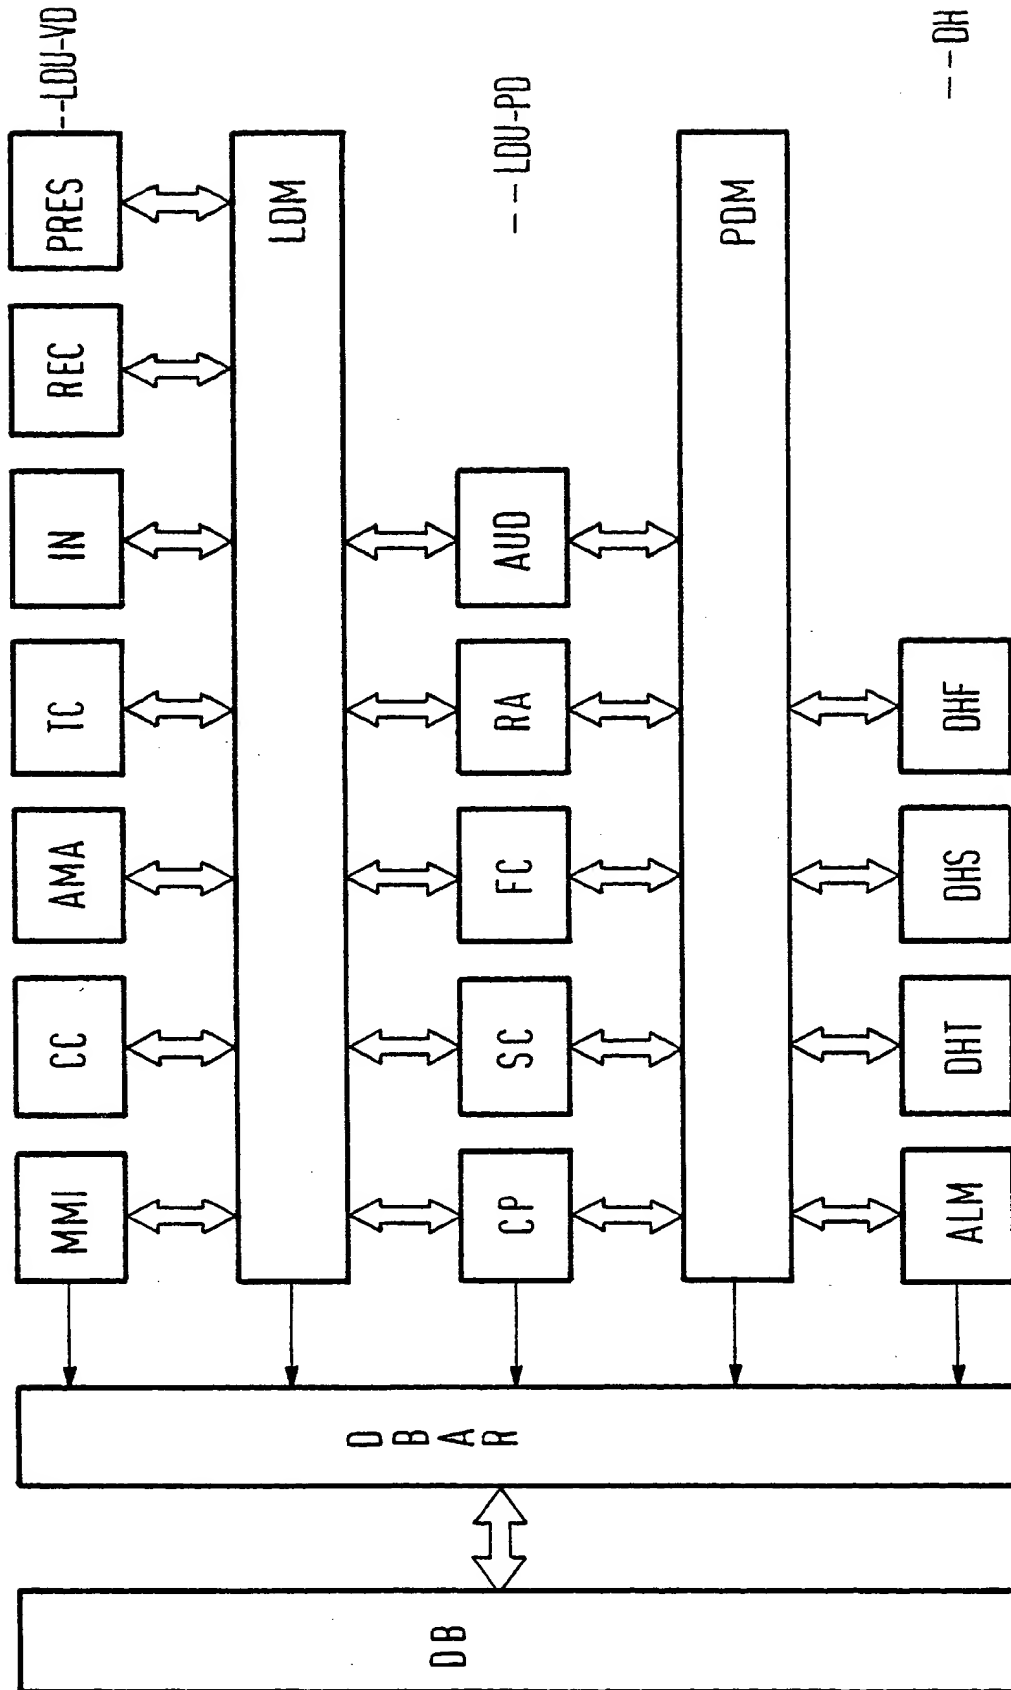 DB
DBAR
MMI
CC
AMA
TC
IN
REC
PRES
--LDU-VD
LDM
CP
SC
FC
RA
AUD
--LDU-PD
PDM
ALM
DHT
DHS
DHF
--DH